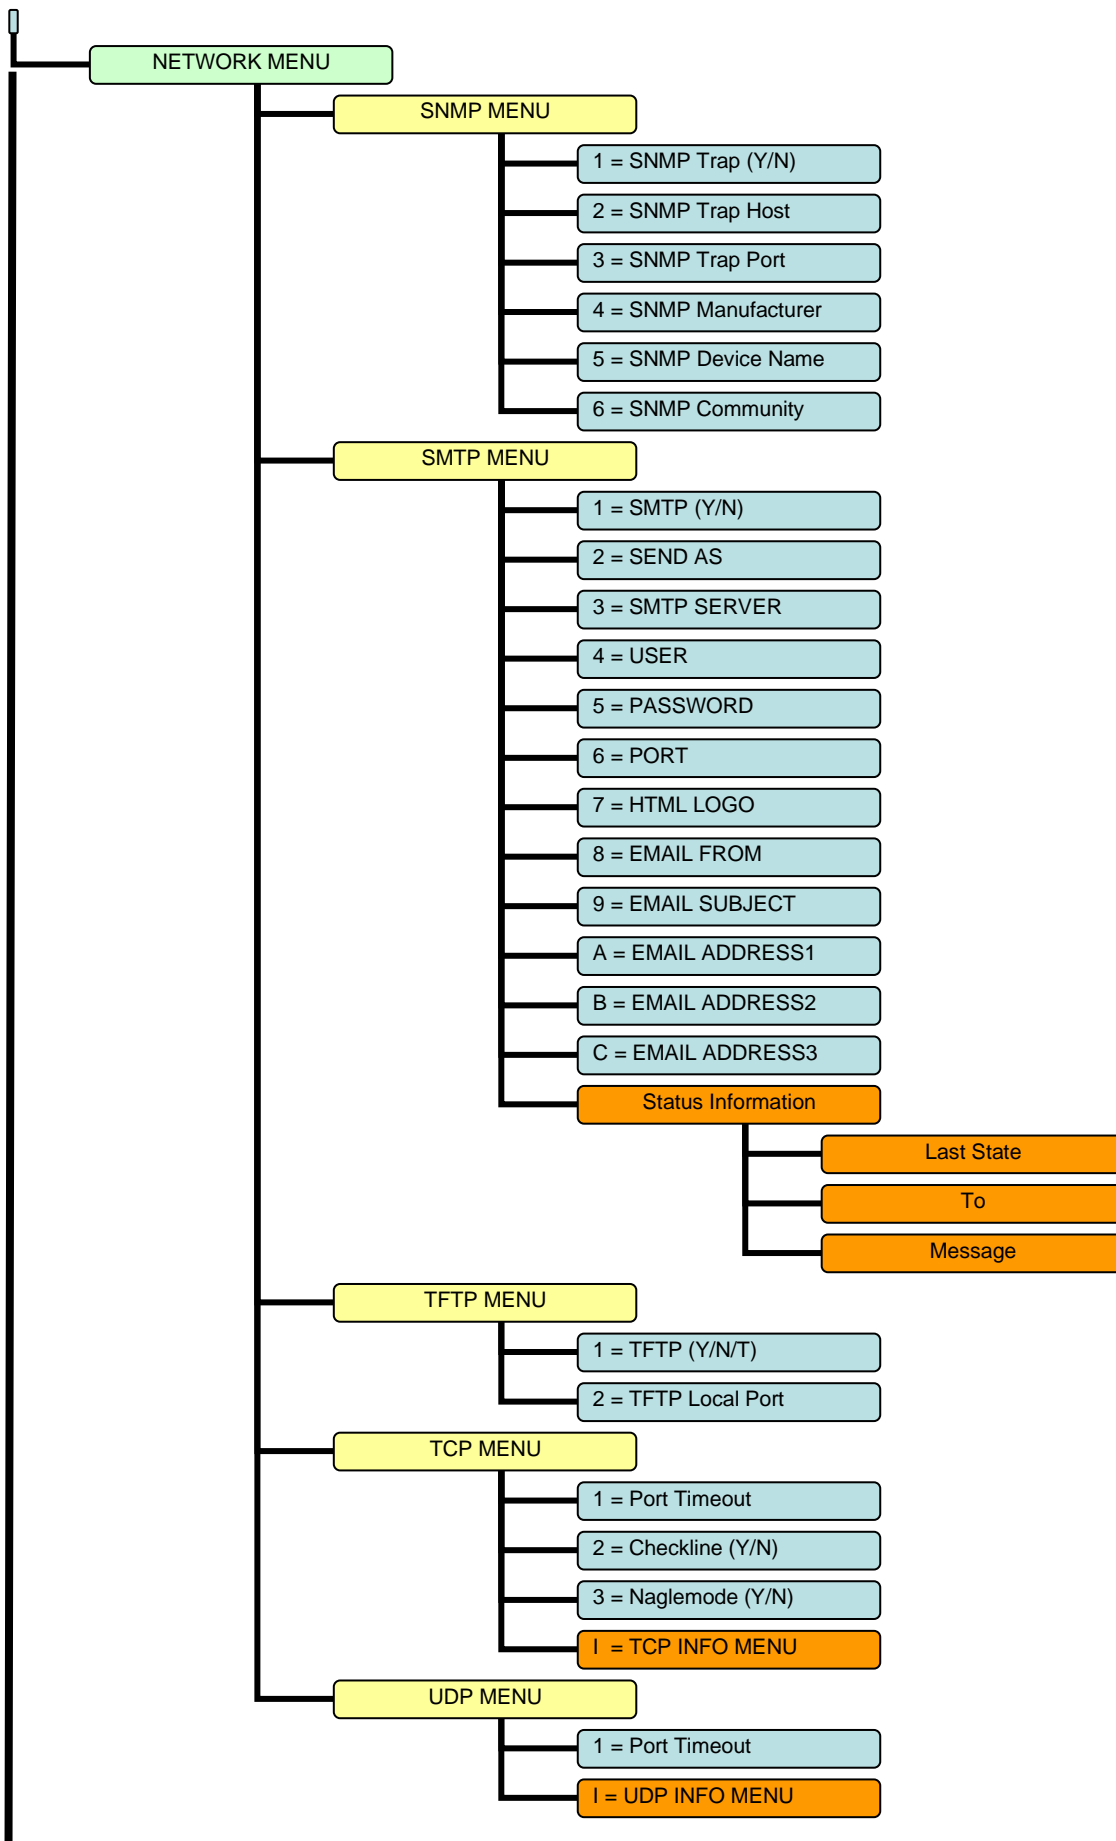 NETWORK MENU
SNMP MENU
1 = SNMP Trap (Y/N)
2 = SNMP Trap Host
3 = SNMP Trap Port
4 = SNMP Manufacturer
5 = SNMP Device Name
6 = SNMP Community
SMTP MENU
1 = SMTP (Y/N)
2 = SEND AS
3 = SMTP SERVER
4 = USER
5 = PASSWORD
6 = PORT
7 = HTML LOGO
8 = EMAIL FROM
9 = EMAIL SUBJECT
A = EMAIL ADDRESS1
B = EMAIL ADDRESS2
C = EMAIL ADDRESS3
Status Information
Last State
To
Message
TFTP MENU
1 = TFTP (Y/N/T)
2 = TFTP Local Port
TCP MENU
1 = Port Timeout
2 = Checkline (Y/N)
3 = Naglemode (Y/N)
I  = TCP INFO MENU
UDP MENU
1 = Port Timeout
I = UDP INFO MENU